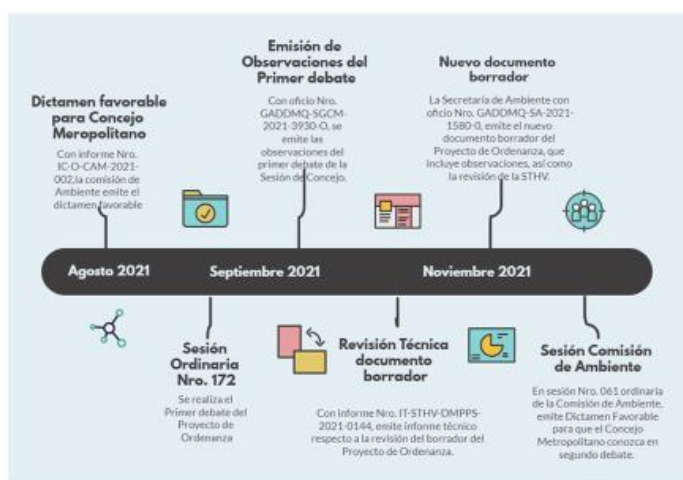 Dictamen favorable
para Concejo
Meropolitano
Con informe Nro.
IC-O-CAM-2021-
002,la comisión de
Ambiente emite el
dictamen favorable
Emisión de
Observaciones del
Primer debate
Con oficio Nro.
GADDMQ-SGCM-
2021-3930-O, se
emite las
observaciones del
primer debate de la
Sesión de Concejo.
Nuevo documento
borrador
La Secretaría de Ambiente con
oficio Nro. GADDMQ-SA-2021-
1580-0, emite el nuevo
documento borrador del
Proyecto de Ordenanza, que
incluye observaciones, así como
la revisión de la STHV.
Agosto 2021
Septiembre 2021
Noviembre 2021
Sesión
Ordinaria
Nro. 172
Se realiza el
Primer debate del
Proyecto de
Ordenanza
Revisión Técnica
documento
borrador
Con informe Nro. IT-STHV-DMPPS-
2021-0144, emite informe técnico
respecto a la revisión del borrador del
Proyecto de Ordenanza.
Sesión Comisión
de Ambiente
En sesión Nro. 061 ordinaria
de la Comisión de Ambiente,
emite Dictamen Favorable
para que el Concejo
Metropolitano conozca en
segundo debate.